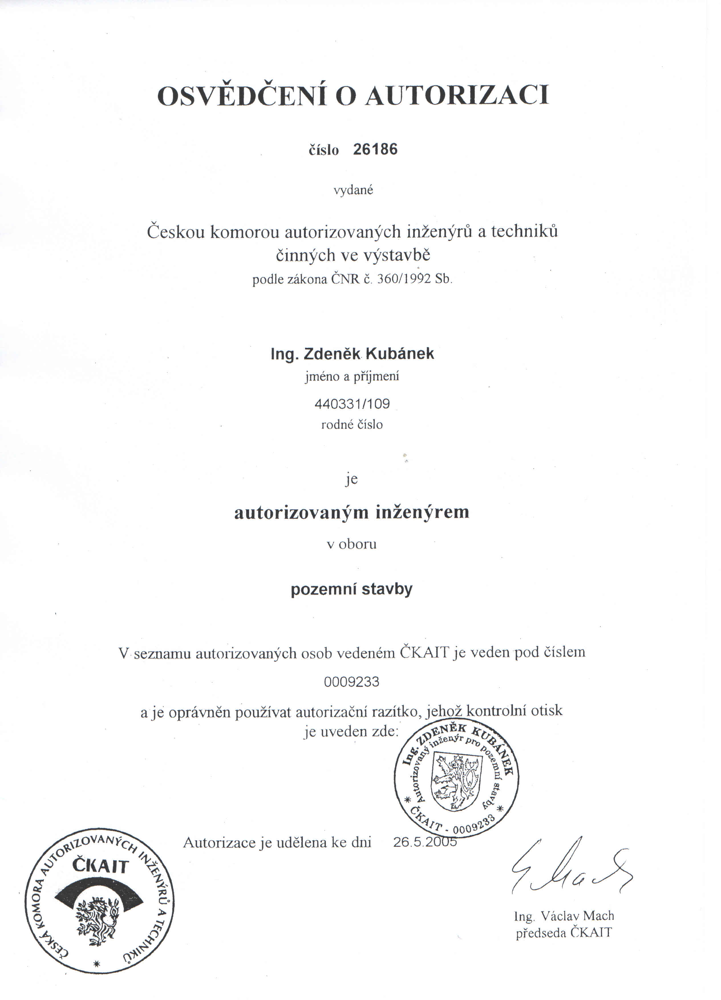 OSVĚDČENÍ O AUTORIZACI
číslo 26186
vydané
Českou komorou autorizovaných inženýrů a techniků
činných ve výstavbě
podle zákona ČNR č. 360/1992 Sb.
Ing. Zdeněk Kubánek
jméno a příjmení
440331/109
rodné číslo
je
autorizovaným inženýrem
v oboru
pozemní stavby
V seznamu autorizovaných osob vedeném ČKAIT je veden pod číslem
0009233
a je oprávněn používat autorizační razítko, jehož kontrolní otisk
je uveden zde:
Ing. ZDENĚK KUBÁNEK
Autorizovaný inženýr pro pozemní stavby
* ČKAIT - 0009233 *
Autorizace je udělena ke dni 26.5.2005
ČESKÁ KOMORA AUTORIZOVANÝCH INŽENÝRŮ A TECHNIKŮ
ČKAIT
*
Ing. Václav Mach
předseda ČKAIT